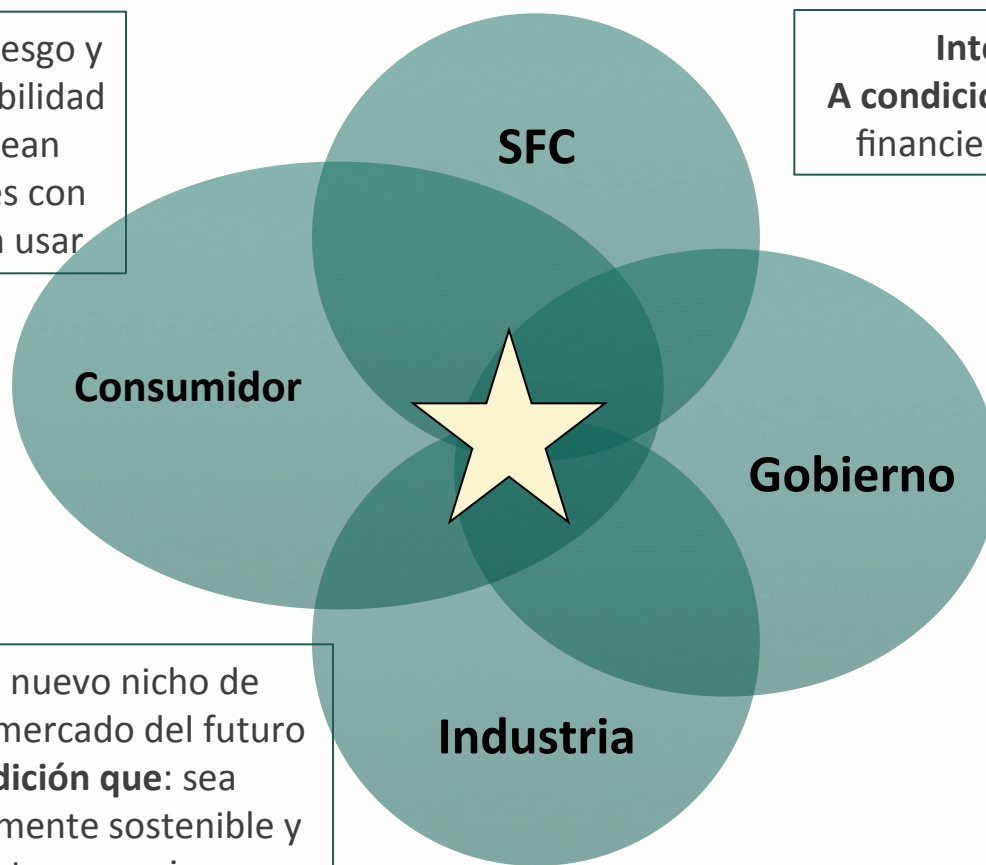 esgo y
bilidad
ean
es con
usar
Inte
A condicio
financie
SFC
Consumidor
Gobierno
Industria
nuevo nicho de
mercado del futuro
dición que: sea
mente sostenible y